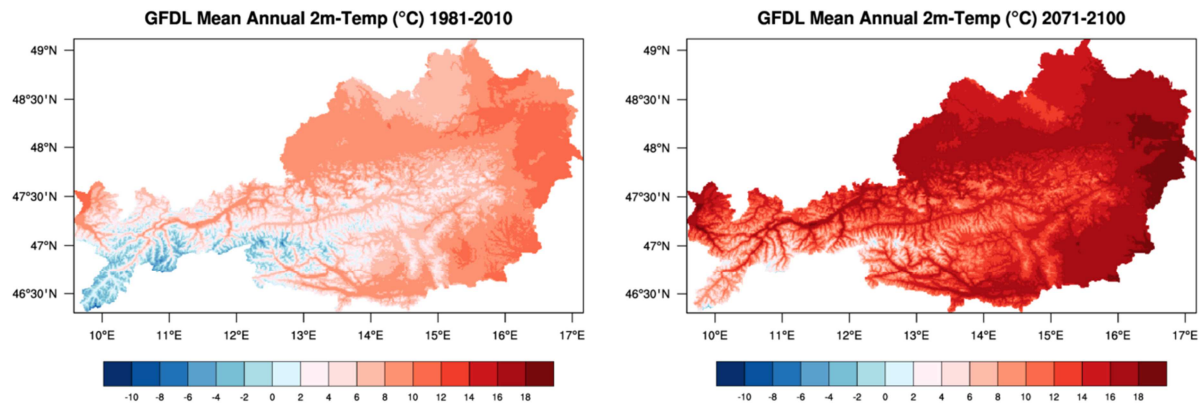 GFDL Mean Annual 2m-Temp (°C) 1981-2010
49°N
48°30'N
48°N
47°30'N
47°N
46°30'N
10°E 11°E 12°E 13°E 14°E 15°E 16°E 17°E
-10 -8 -6 -4 -2 0 2 4 6 8 10 12 14 16 18
GFDL Mean Annual 2m-Temp (°C) 2071-2100
49°N
48°30'N
48°N
47°30'N
47°N
46°30'N
10°E 11°E 12°E 13°E 14°E 15°E 16°E 17°E
-10 -8 -6 -4 -2 0 2 4 6 8 10 12 14 16 18